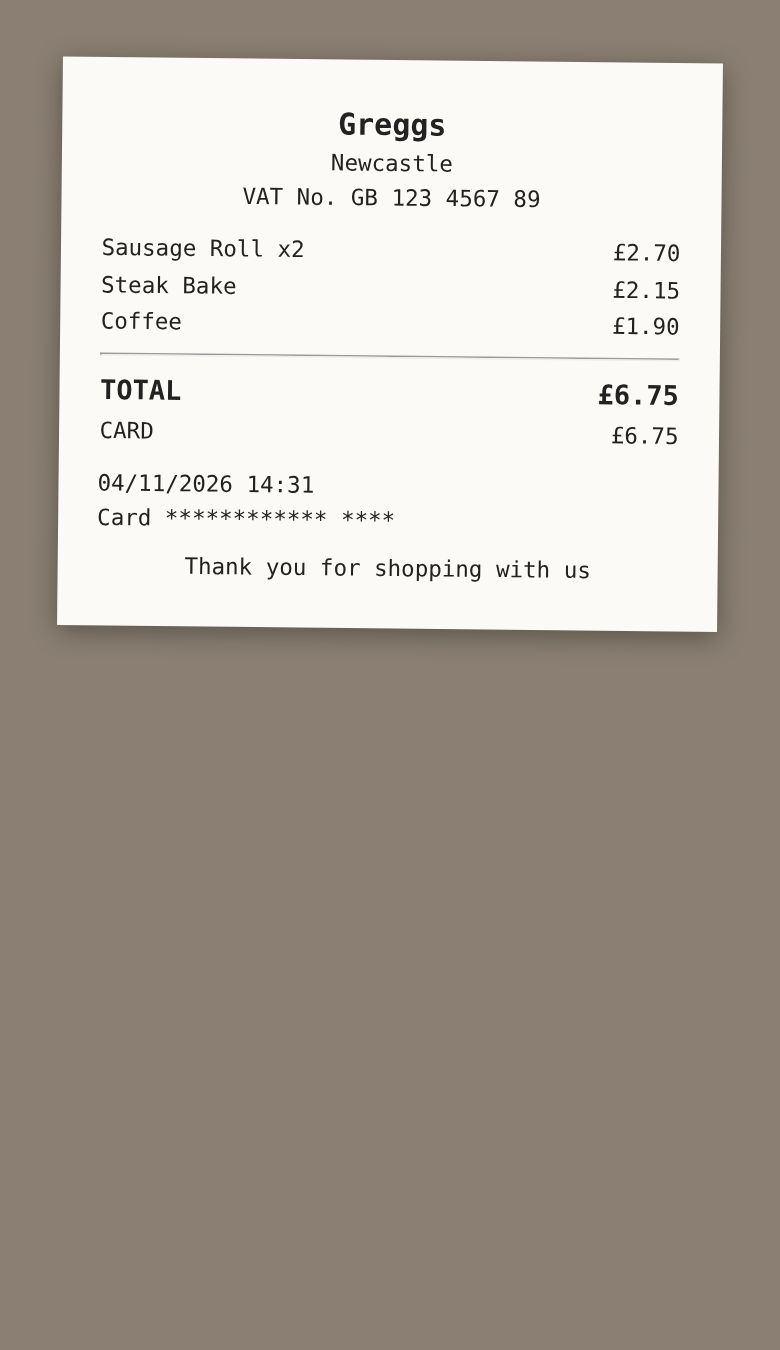 Greggs
Newcastle
VAT No. GB 123 4567 89
Sausage Roll x2 £2.70
Steak Bake £2.15
Coffee £1.90
TOTAL £6.75
CARD £6.75
04/11/2026 14:31
Card ************ ****
Thank you for shopping with us